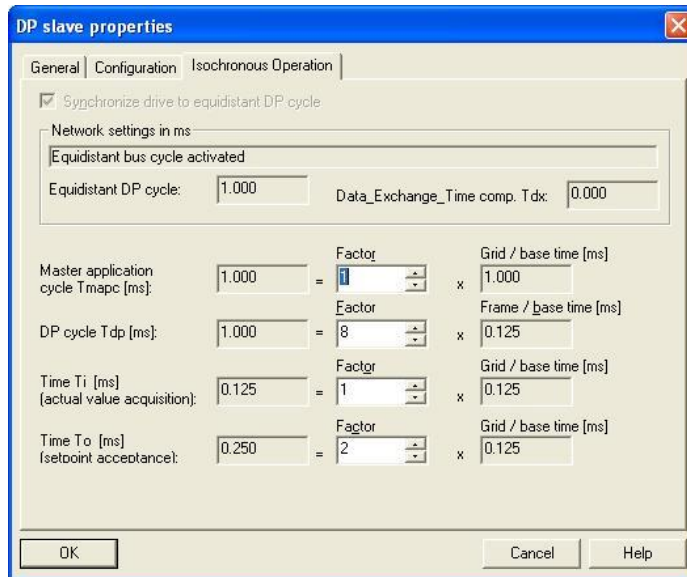 DP slave properties
General Configuration Isochronous Operation
Synchronize drive to equidistant DP cycle
Network settings in ms
Equidistant bus cycle activated
Equidistant DP cycle: 1.000 Data_Exchange_Time comp. Tdx: 0.000
Factor Grid / base time [ms]
Master application
cycle Tmapc [ms]: 1.000 = 1 x 1.000
Factor Frame / base time [ms]
DP cycle Tdp [ms]: 1.000 = 8 x 0.125
Factor Grid / base time [ms]
Time Ti [ms]
(actual value acquisition): 0.125 = 1 x 0.125
Factor Grid / base time [ms]
Time To [ms]
(setpoint acceptance): 0.250 = 2 x 0.125
OK Cancel Help